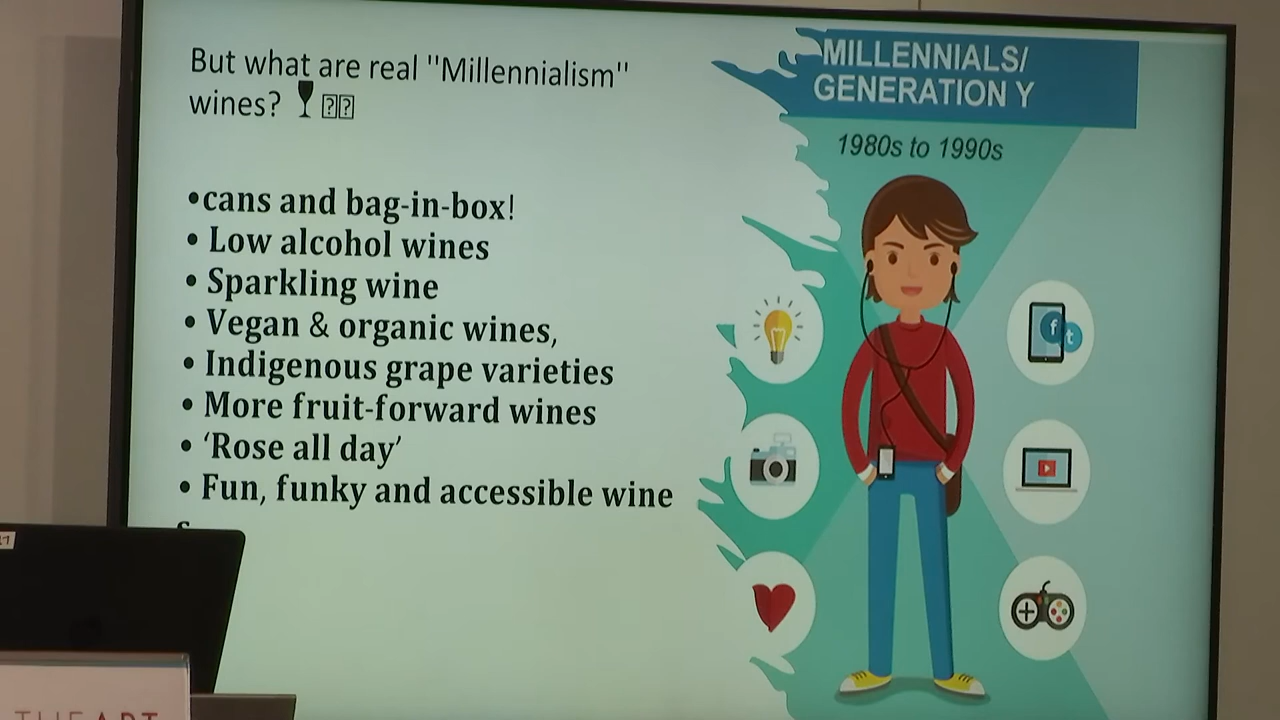 But what are real "Millennialism"
wines? 🍷
•cans and bag-in-box!
• Low alcohol wines
• Sparkling wine
• Vegan & organic wines,
• Indigenous grape varieties
• More fruit-forward wines
• ‘Rose all day’
• Fun, funky and accessible wine
s
MILLENNIALS/
GENERATION Y
1980s to 1990s
f
t
THE ART